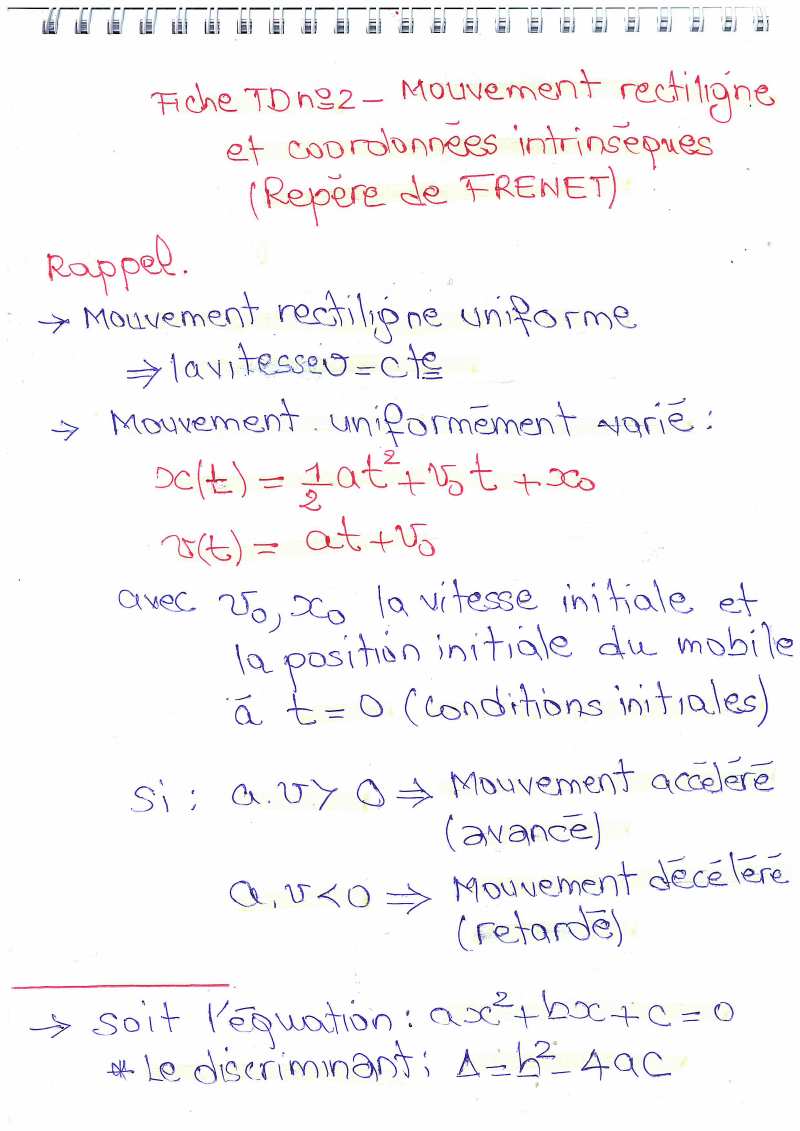 Fiche TD nº2 - Mouvement rectiligne
et coordonnées intrinsèques
(Repère de FRENET)
Rappel.
→ Mouvement rectiligne uniforme
⇒ la vitesse v = cte
→ Mouvement uniformément varié :
x(t) = 1/2 at² + v₀t + x₀
v(t) = at + v₀
avec v₀, x₀ la vitesse initiale et
la position initiale du mobile
à t = 0 (conditions initiales)
Si : a.v > 0 ⇒ Mouvement accéléré
(avancé)
a.v < 0 ⇒ Mouvement décéléré
(retardé)
→ Soit l'équation : ax² + bx + c = 0
* Le discriminant : Δ = b² - 4ac